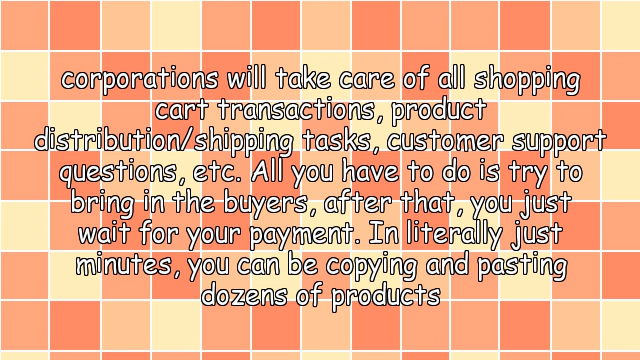 corporations will take care of all shopping
cart transactions, product
distribution/shipping tasks, customer support
questions, etc. All you have to do is try to
bring in the buyers, after that, you just
wait for your payment. In literally just
minutes, you can be copying and pasting
dozens of products